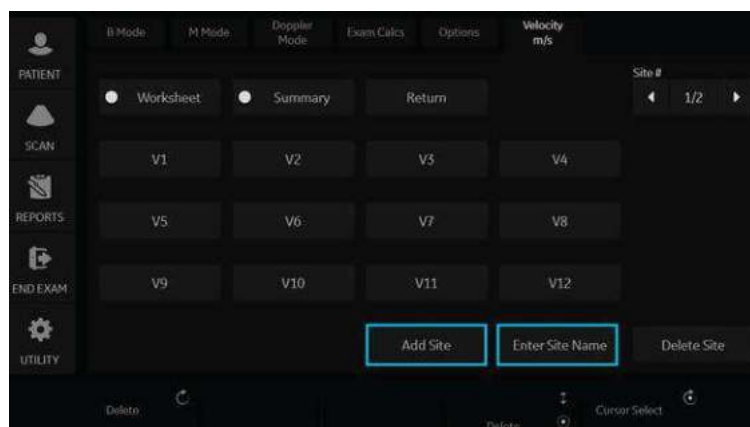 B Mode
M Mode
Doppler
Mode
Exam Calcs
Options
Velocity
m/s
PATIENT
SCAN
REPORTS
END EXAM
UTILITY
Worksheet
Summary
Return
Site #
1/2
V1
V2
V3
V4
V5
V6
V7
V8
V9
V10
V11
V12
Add Site
Enter Site Name
Delete Site
Delete
Delete
Cursor Select